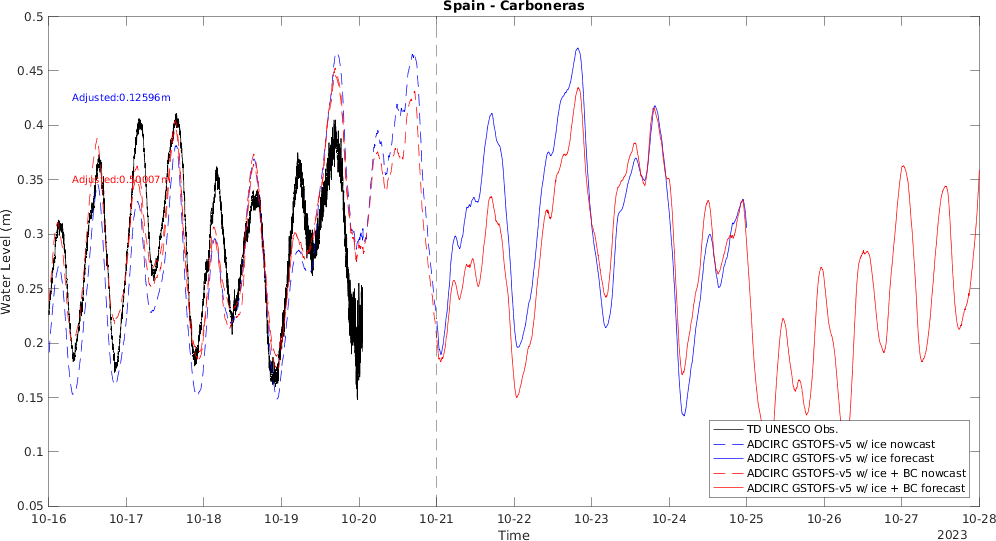 Spain - Carboneras
0.5
0.45
0.4
0.35
0.3
0.25
0.2
0.15
0.1
0.05
Water Level (m)
Adjusted:0.12596m
Adjusted:0.50007m
TD UNESCO Obs.
ADCIRC GSTOFS-v5 w/ ice nowcast
ADCIRC GSTOFS-v5 w/ ice forecast
ADCIRC GSTOFS-v5 w/ ice + BC nowcast
ADCIRC GSTOFS-v5 w/ ice + BC forecast
10-16 10-17 10-18 10-19 10-20 10-21 10-22 10-23 10-24 10-25 10-26 10-27 10-28
Time
2023